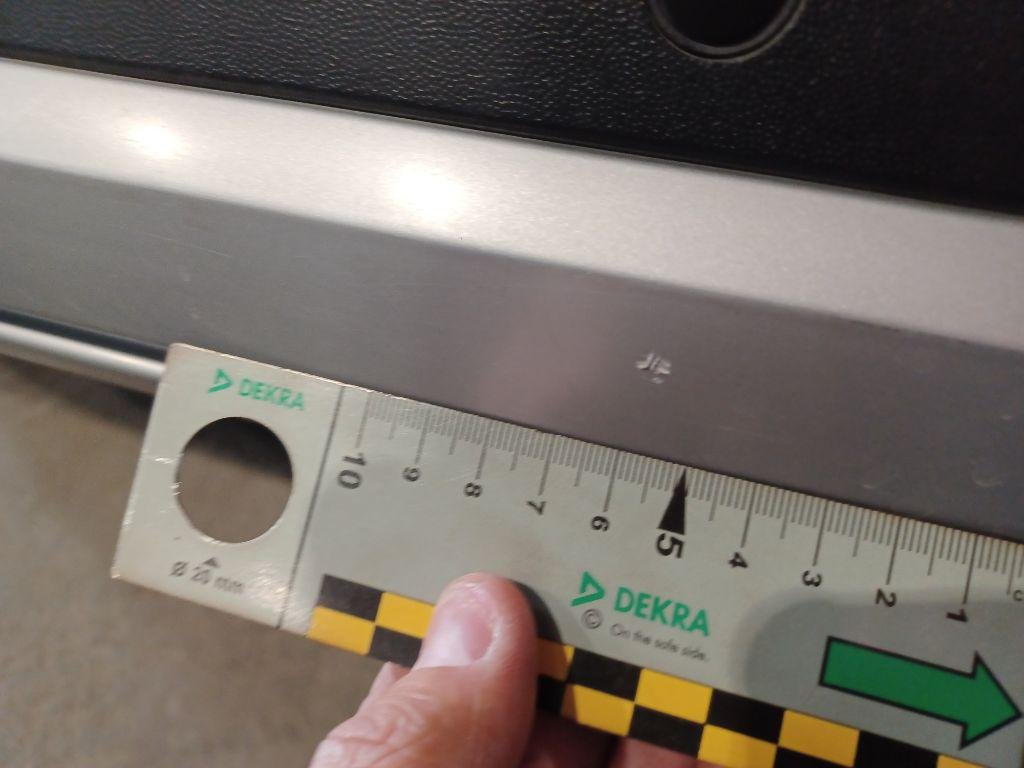 DEKRA
Ø 20 mm
10 9 8 7 6 5 4 3 2 1
DEKRA
© On the safe side.